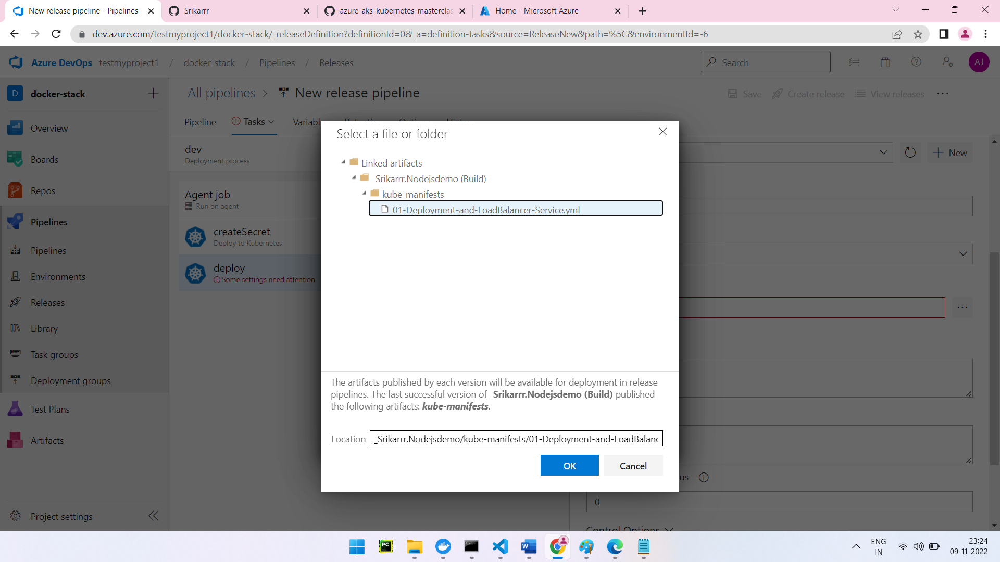 New release pipeline - Pipelines
Srikarrr
azure-aks-kubernetes-masterclas
Home - Microsoft Azure
dev.azure.com/testmyproject1/docker-stack/_releaseDefinition?definitionId=0&_a=definition-tasks&source=ReleaseNew&path=%5C&environmentId=-6
Azure DevOps testmyproject1 / docker-stack / Pipelines / Releases
Search
AJ
D docker-stack
All pipelines > New release pipeline
Save Create release View releases
Pipeline Tasks Variables Retention Options History
Overview
Boards
Repos
Pipelines
Pipelines
Environments
Releases
Library
Task groups
Deployment groups
Test Plans
Artifacts
Project settings
dev
Deployment process
Agent job
Run on agent
createSecret
Deploy to Kubernetes
deploy
Some settings need attention
New
Select a file or folder
Linked artifacts
_Srikarrr.Nodejsdemo (Build)
kube-manifests
01-Deployment-and-LoadBalancer-Service.yml
The artifacts published by each version will be available for deployment in release
pipelines. The last successful version of _Srikarrr.Nodejsdemo (Build) published
the following artifacts: kube-manifests.
Location _Srikarrr.Nodejsdemo/kube-manifests/01-Deployment-and-LoadBalanc
OK Cancel
0
Control Options
PC
W
ENG
IN
23:24
09-11-2022